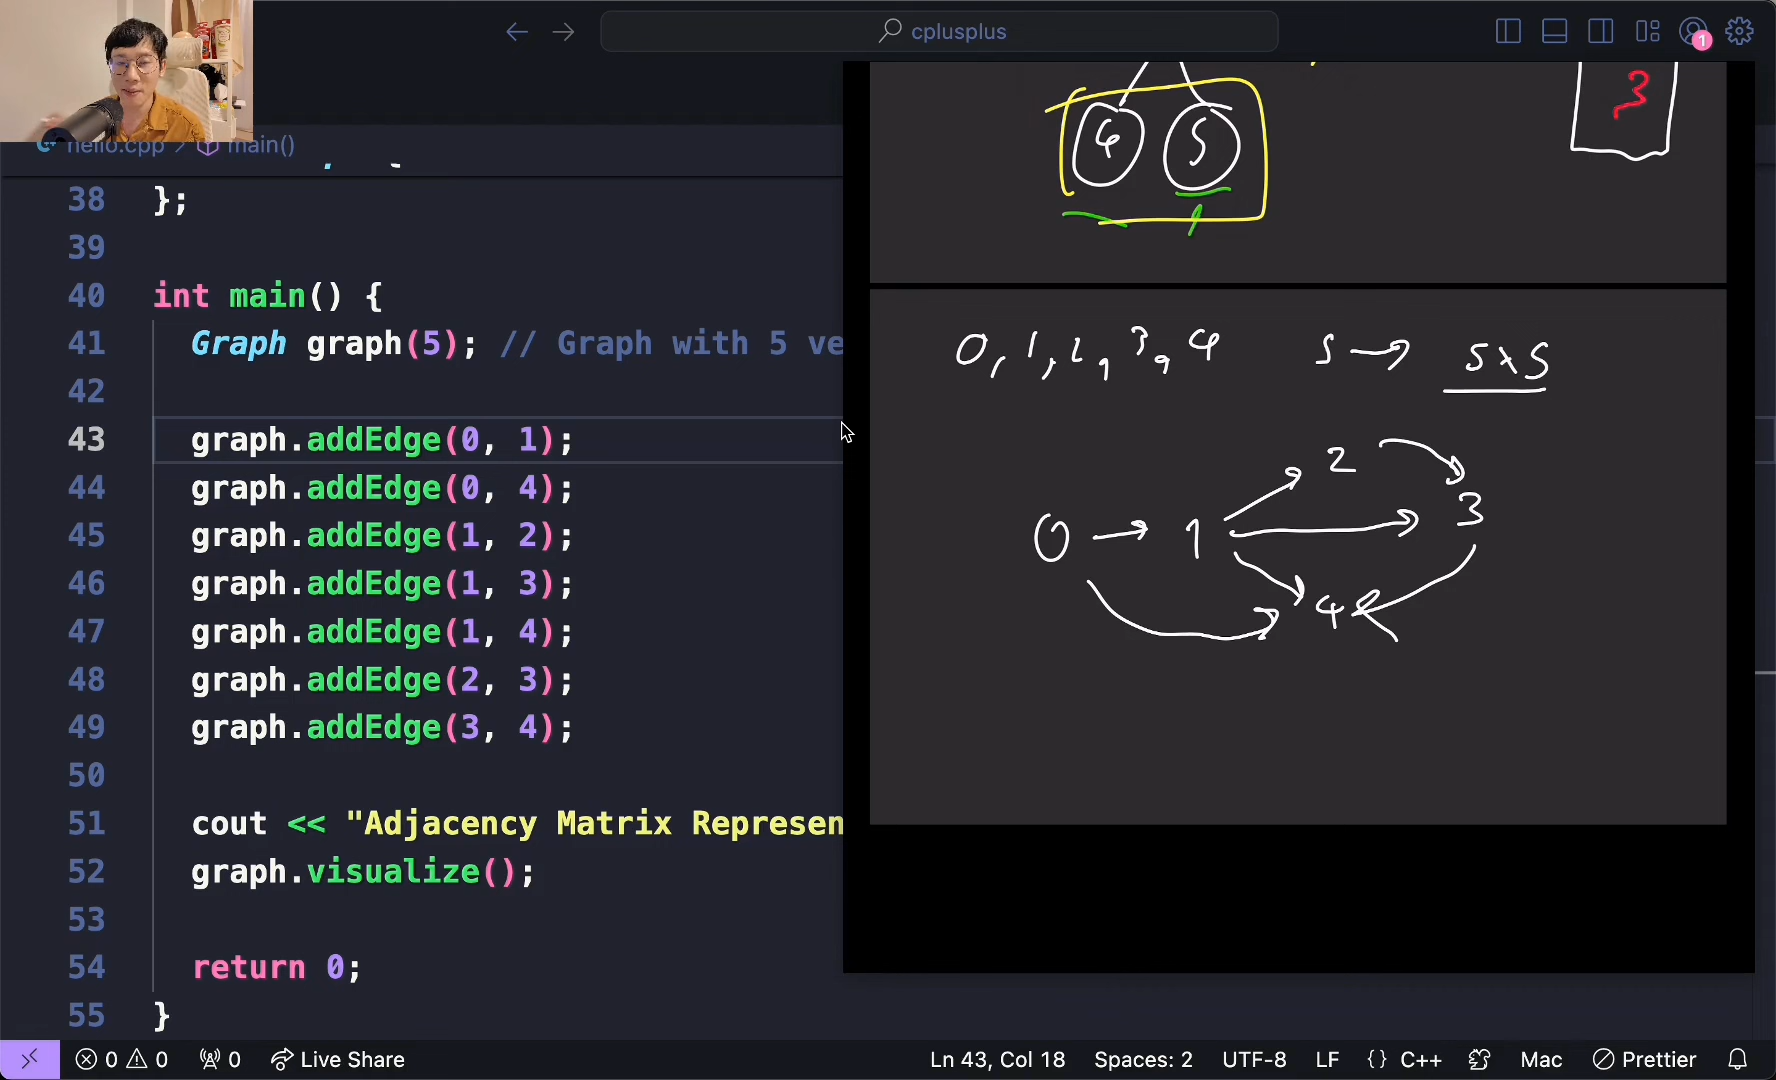 cplusplus
1
hello.cpp > main()
38 };
39
40 int main() {
41 Graph graph(5); // Graph with 5 ve
42
43 graph.addEdge(0, 1);
44 graph.addEdge(0, 4);
45 graph.addEdge(1, 2);
46 graph.addEdge(1, 3);
47 graph.addEdge(1, 4);
48 graph.addEdge(2, 3);
49 graph.addEdge(3, 4);
50
51 cout << "Adjacency Matrix Represen
52 graph.visualize();
53
54 return 0;
55 }
4 5
3
0, 1, 2, 3, 4 5 → 5x5
2
3
0 → 1
4
0 0 0 Live Share Ln 43, Col 18 Spaces: 2 UTF-8 LF {} C++ Mac Prettier